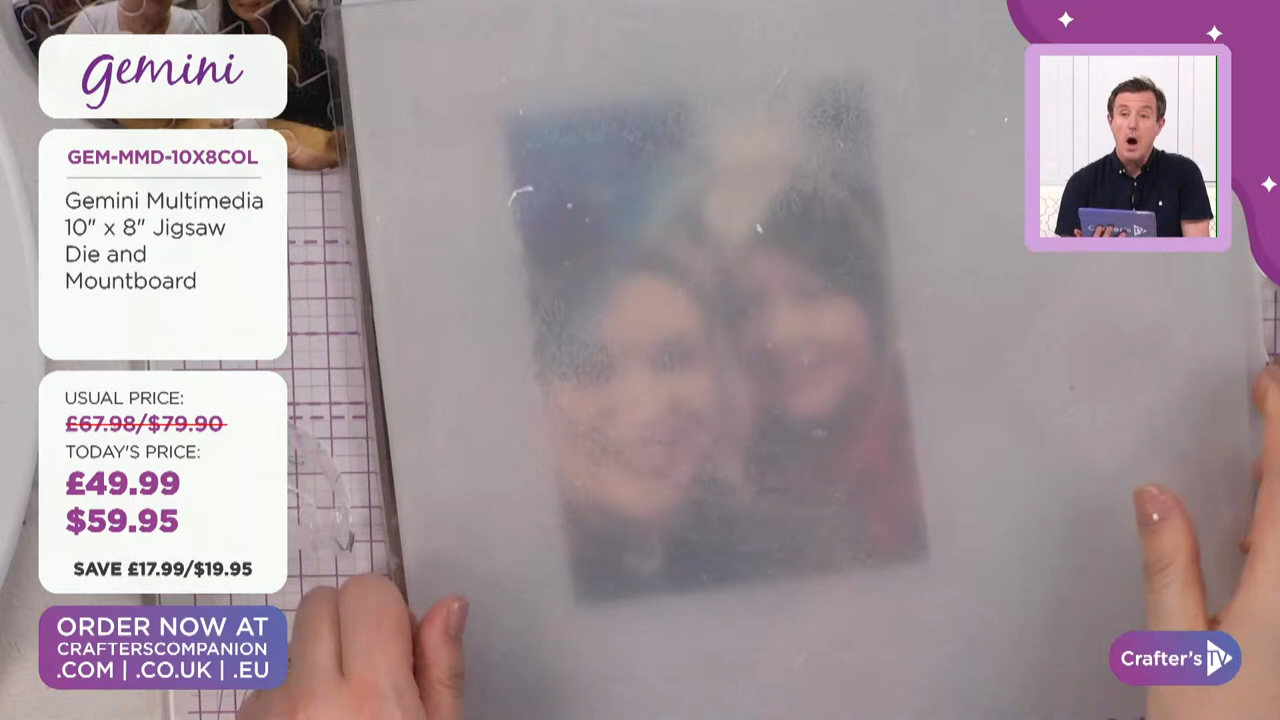 gemini
GEM-MMD-10X8COL
Gemini Multimedia
10" x 8" Jigsaw
Die and
Mountboard
USUAL PRICE:
£67.98/$79.90
TODAY'S PRICE:
£49.99
$59.95
SAVE £17.99/$19.95
ORDER NOW AT
CRAFTERSCOMPANION
.COM | .CO.UK | .EU
Crafter's TV
Crafter's TV